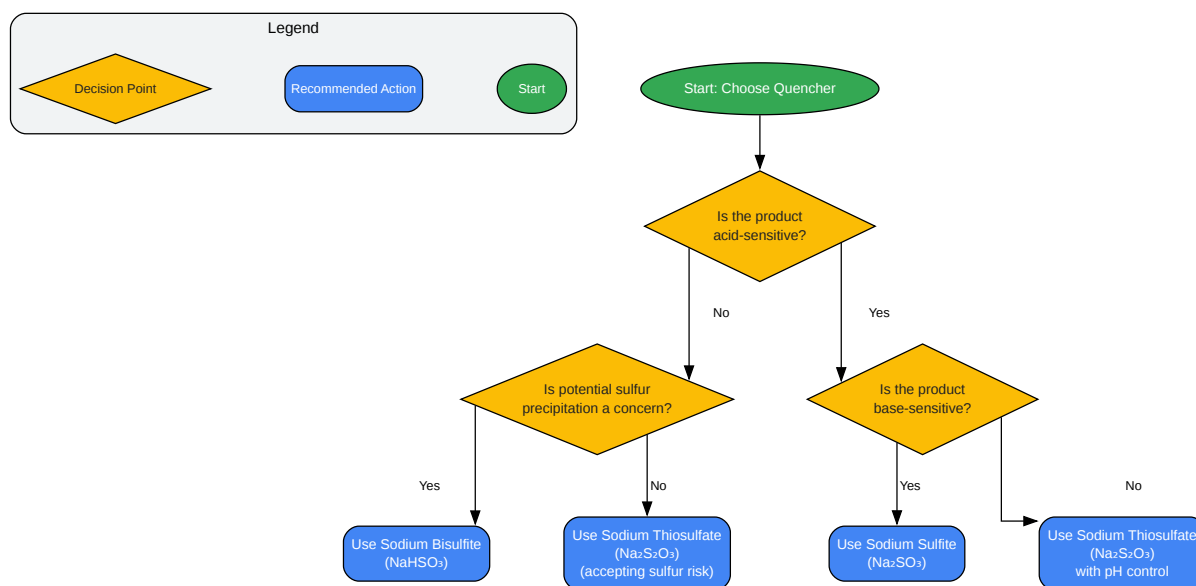 Legend
Decision Point
Recommended Action
Start
Start: Choose Quencher
Is the product
acid-sensitive?
No
Yes
Is potential sulfur
precipitation a concern?
Is the product
base-sensitive?
Yes
No
Yes
No
Use Sodium Bisulfite
(NaHSO₃)
Use Sodium Thiosulfate
(Na₂S₂O₃)
(accepting sulfur risk)
Use Sodium Sulfite
(Na₂SO₃)
Use Sodium Thiosulfate
(Na₂S₂O₃)
with pH control